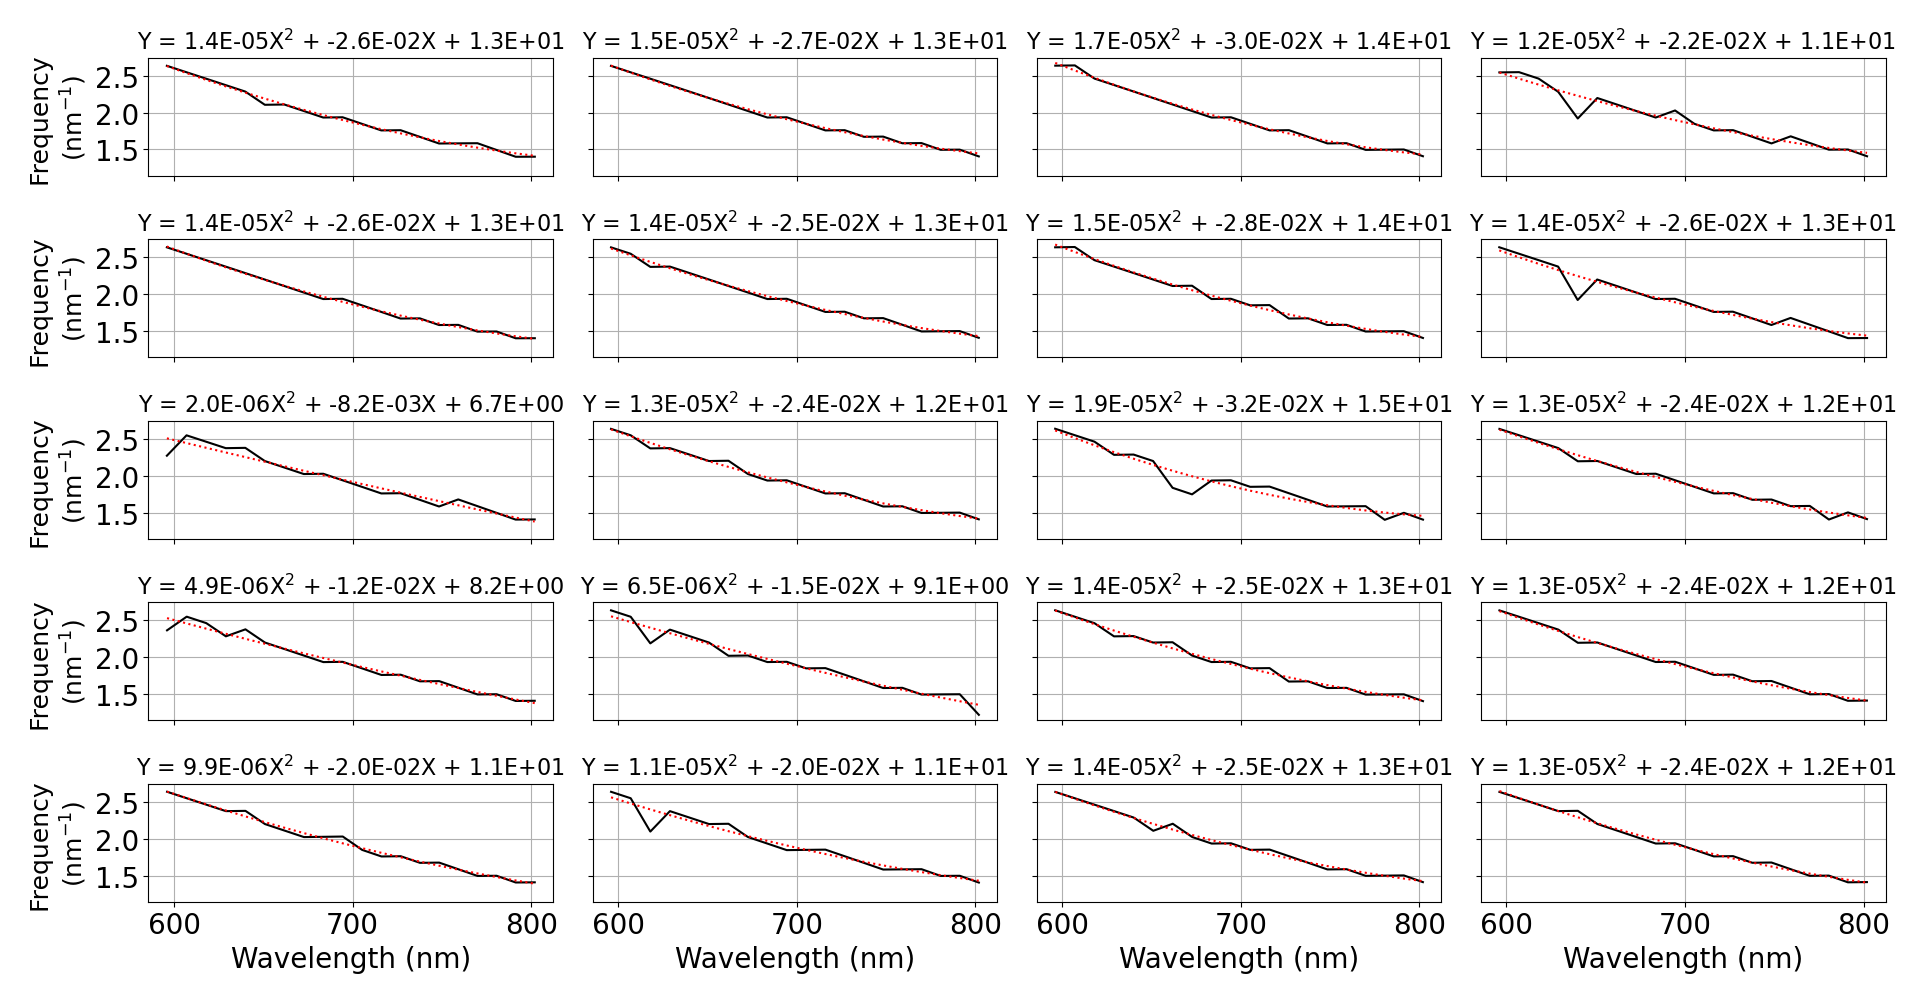 Y = 1.4E-05X² + -2.6E-02X + 1.3E+01 Y = 1.5E-05X² + -2.7E-02X + 1.3E+01 Y = 1.7E-05X² + -3.0E-02X + 1.4E+01 Y = 1.2E-05X² + -2.2E-02X + 1.1E+01
Frequency
(nm⁻¹)
2.5
2.0
1.5
Y = 1.4E-05X² + -2.6E-02X + 1.3E+01 Y = 1.4E-05X² + -2.5E-02X + 1.3E+01 Y = 1.5E-05X² + -2.8E-02X + 1.4E+01 Y = 1.4E-05X² + -2.6E-02X + 1.3E+01
Frequency
(nm⁻¹)
2.5
2.0
1.5
Y = 2.0E-06X² + -8.2E-03X + 6.7E+00 Y = 1.3E-05X² + -2.4E-02X + 1.2E+01 Y = 1.9E-05X² + -3.2E-02X + 1.5E+01 Y = 1.3E-05X² + -2.4E-02X + 1.2E+01
Frequency
(nm⁻¹)
2.5
2.0
1.5
Y = 4.9E-06X² + -1.2E-02X + 8.2E+00 Y = 6.5E-06X² + -1.5E-02X + 9.1E+00 Y = 1.4E-05X² + -2.5E-02X + 1.3E+01 Y = 1.3E-05X² + -2.4E-02X + 1.2E+01
Frequency
(nm⁻¹)
2.5
2.0
1.5
Y = 9.9E-06X² + -2.0E-02X + 1.1E+01 Y = 1.1E-05X² + -2.0E-02X + 1.1E+01 Y = 1.4E-05X² + -2.5E-02X + 1.3E+01 Y = 1.3E-05X² + -2.4E-02X + 1.2E+01
Frequency
(nm⁻¹)
2.5
2.0
1.5
600 700 800 600 700 800 600 700 800 600 700 800
Wavelength (nm) Wavelength (nm) Wavelength (nm) Wavelength (nm)